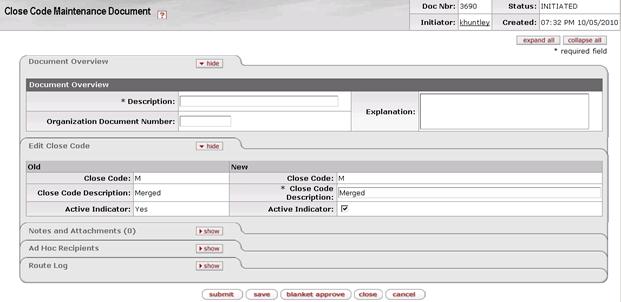 Close Code Maintenance Document ?
Doc Nbr: 3690 Status: INITIATED
Initiator: khuntley Created: 07:32 PM 10/05/2010
expand all collapse all
* required field
Document Overview hide
Document Overview
* Description:
Explanation:
Organization Document Number:
Edit Close Code hide
Old New
Close Code: M Close Code: M
Close Code Description: Merged * Close Code Description: Merged
Active Indicator: Yes Active Indicator:
Notes and Attachments (0) show
Ad Hoc Recipients show
Route Log show
submit save blanket approve close cancel